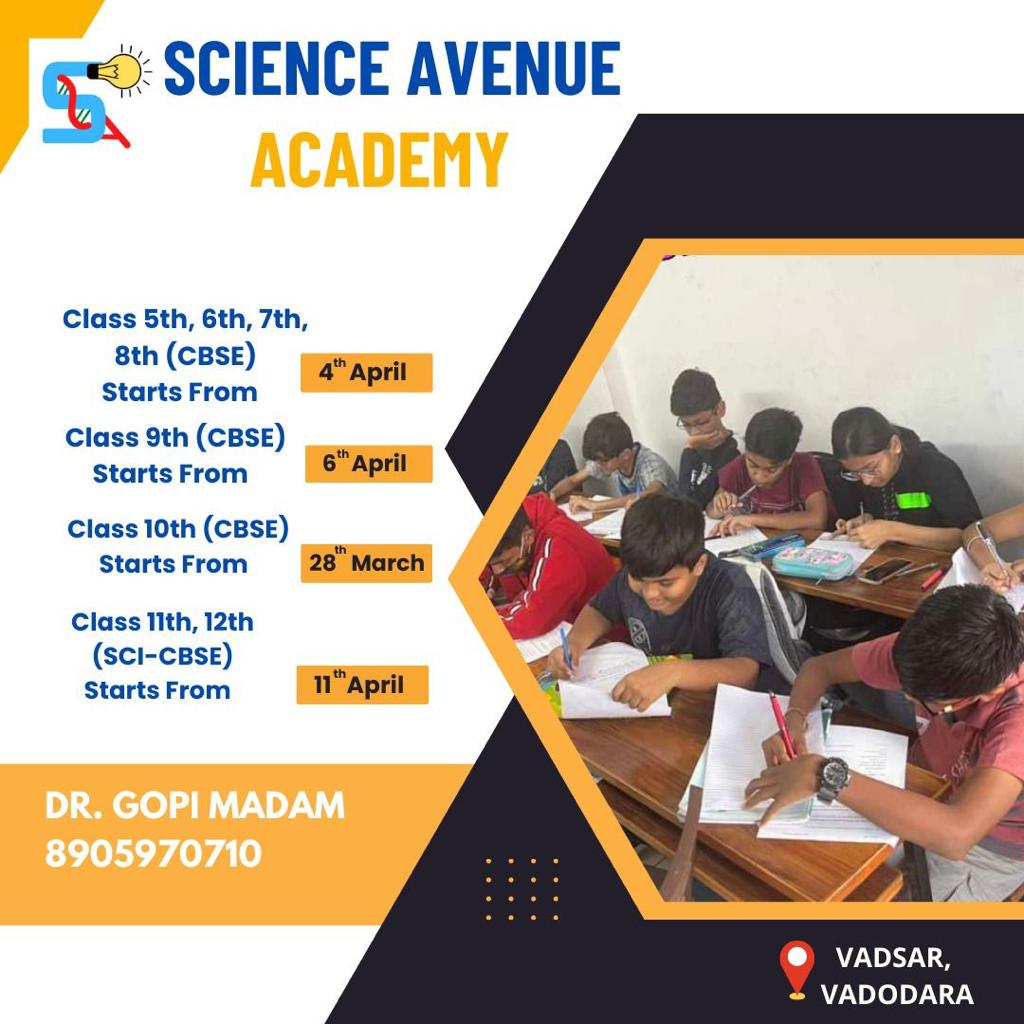 SCIENCE AVENUE
ACADEMY
Class 5th, 6th, 7th,
8th (CBSE)
Starts From
4th April
Class 9th (CBSE)
Starts From
6th April
Class 10th (CBSE)
Starts From
28th March
Class 11th, 12th
(SCI-CBSE)
Starts From
11th April
DR. GOPI MADAM
8905970710
VADSAR,
VADODARA